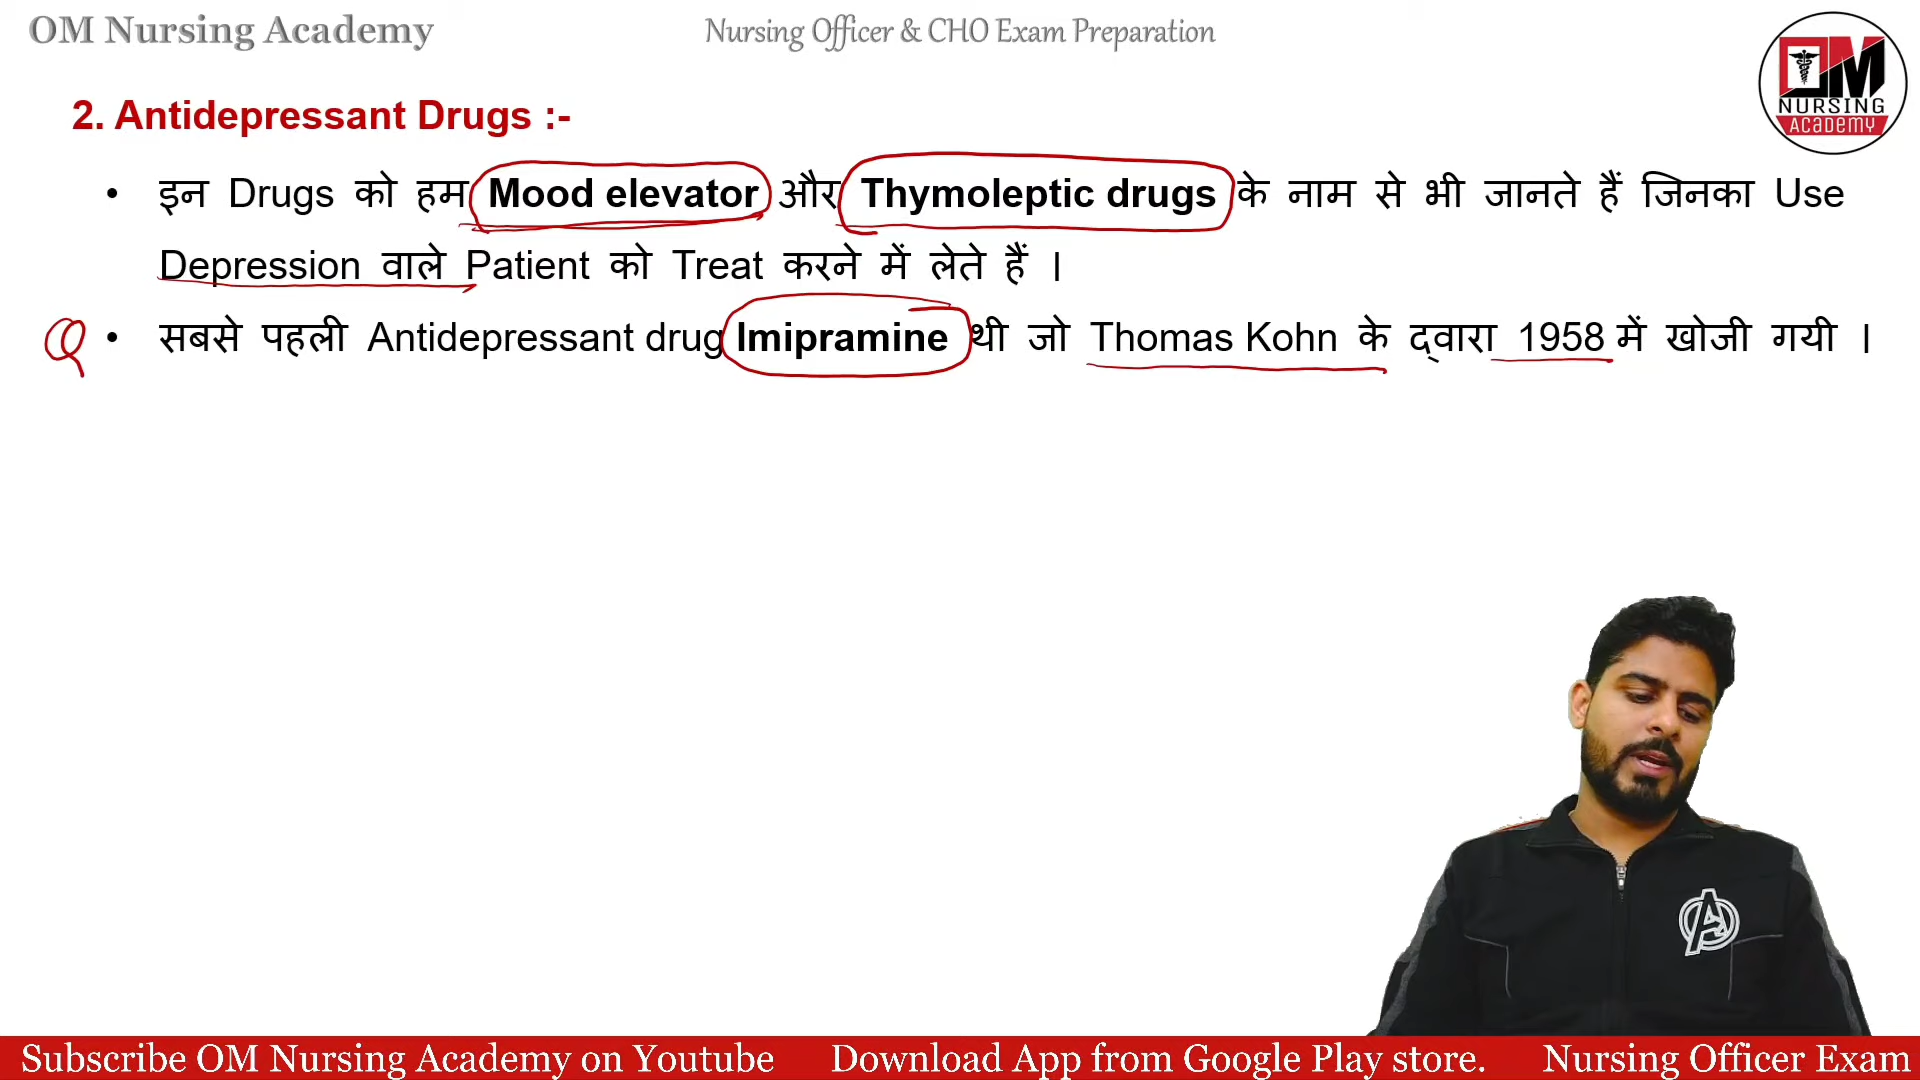 OM Nursing Academy
Nursing Officer & CHO Exam Preparation
OM
NURSING
ACADEMY
2. Antidepressant Drugs :-
• इन Drugs को हम Mood elevator और Thymoleptic drugs के नाम से भी जानते हैं जिनका Use
Depression वाले Patient को Treat करने में लेते हैं ।
Q • सबसे पहली Antidepressant drug Imipramine थी जो Thomas Kohn के द्वारा 1958 में खोजी गयी ।
A
Subscribe OM Nursing Academy on Youtube Download App from Google Play store. Nursing Officer Exam